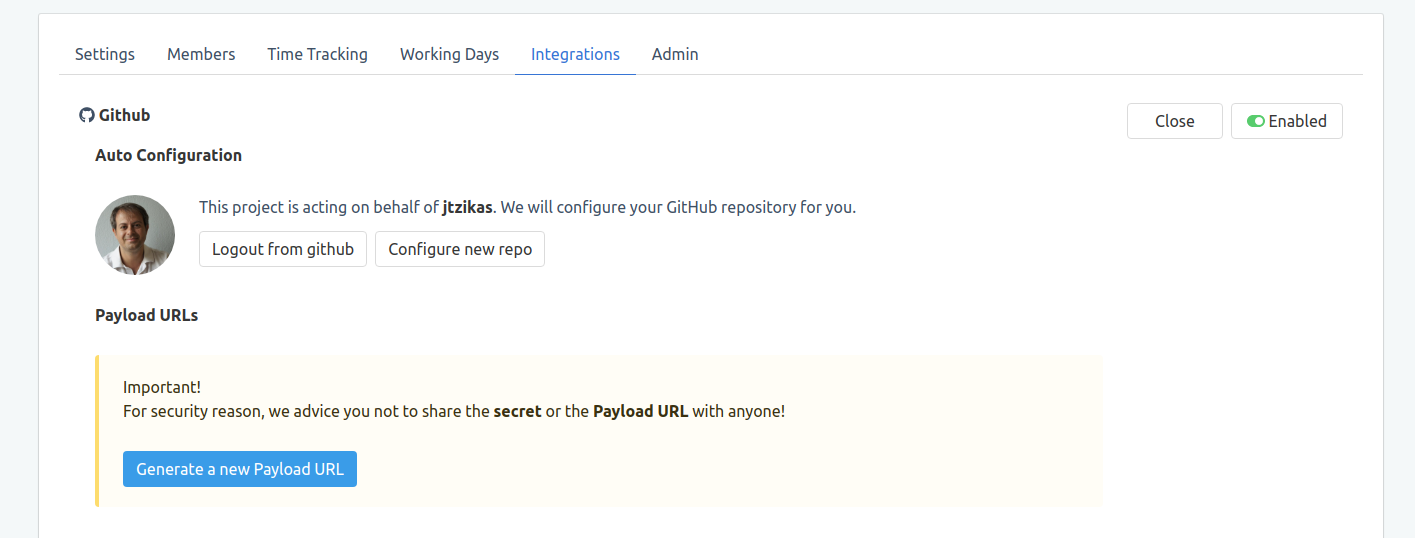 Settings Members Time Tracking Working Days Integrations Admin
Github
Close Enabled
Auto Configuration
This project is acting on behalf of jtzikas. We will configure your GitHub repository for you.
Logout from github Configure new repo
Payload URLs
Important!
For security reason, we advice you not to share the secret or the Payload URL with anyone!
Generate a new Payload URL